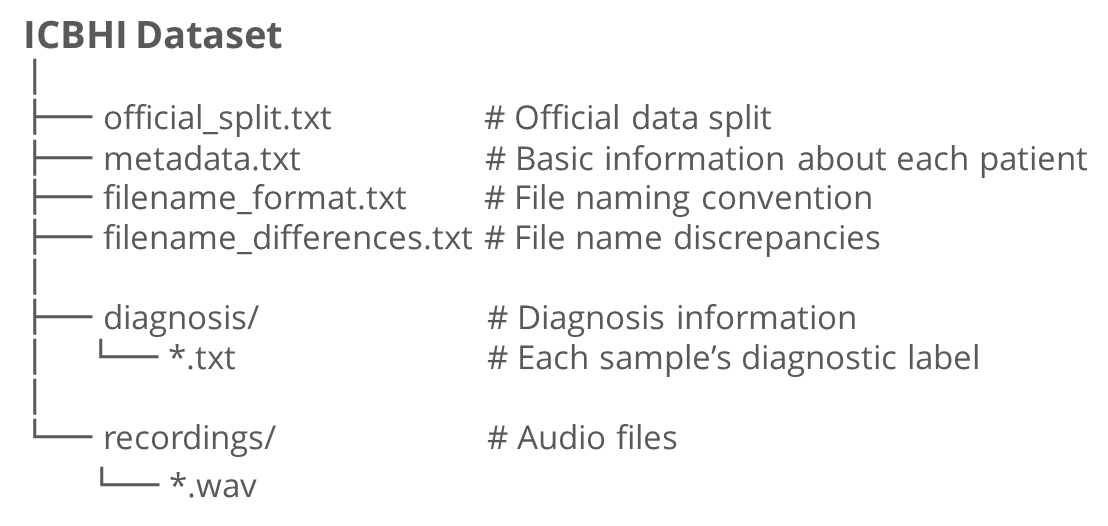 ICBHI Dataset
official_split.txt # Official data split
metadata.txt # Basic information about each patient
filename_format.txt # File naming convention
filename_differences.txt # File name discrepancies
diagnosis/ # Diagnosis information
*.txt # Each sample’s diagnostic label
recordings/ # Audio files
*.wav